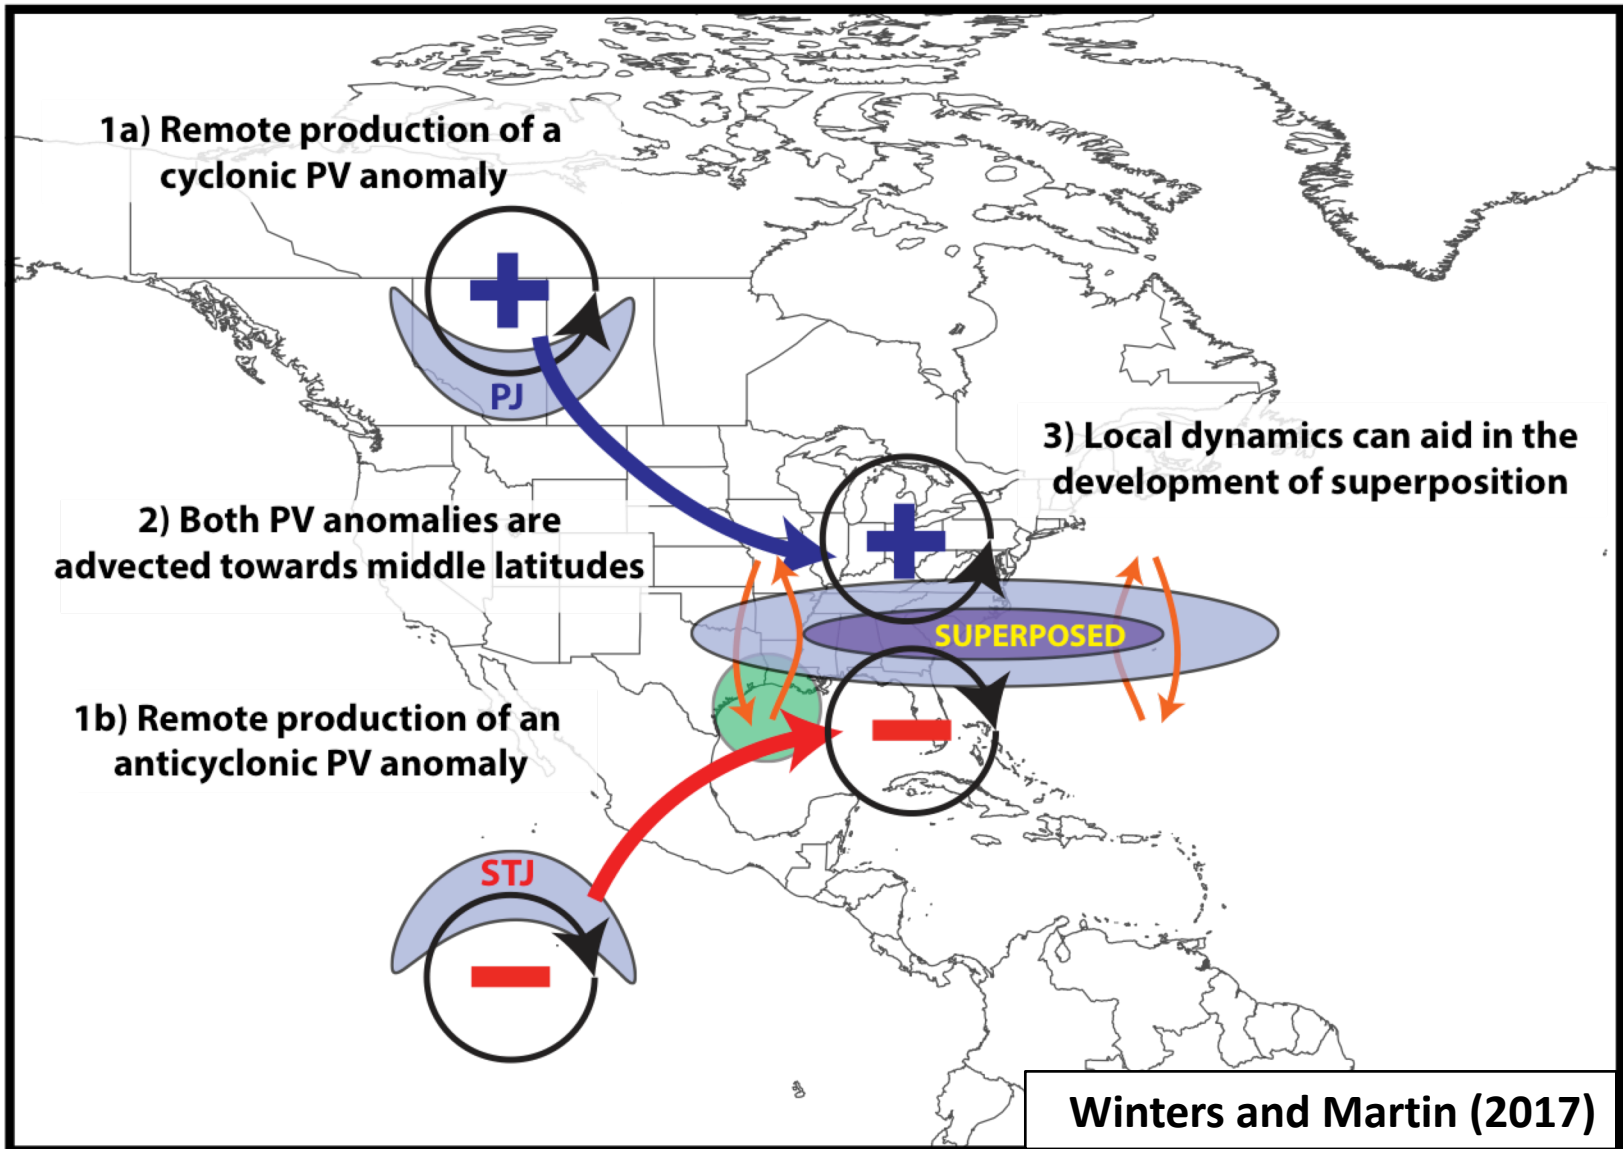 1a) Remote production of a
cyclonic PV anomaly
PJ
3) Local dynamics can aid in the
development of superposition
2) Both PV anomalies are
advected towards middle latitudes
SUPERPOSED
1b) Remote production of an
anticyclonic PV anomaly
STJ
Winters and Martin (2017)